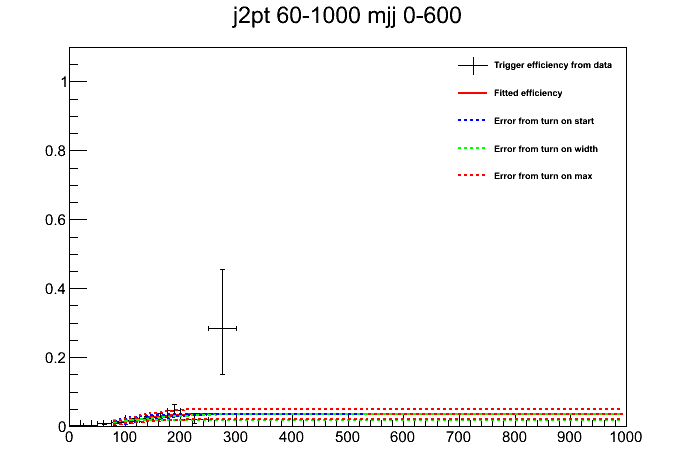 j2pt 60-1000 mjj 0-600
Trigger efficiency from data
Fitted efficiency
Error from turn on start
Error from turn on width
Error from turn on max
1
0.8
0.6
0.4
0.2
0
0 100 200 300 400 500 600 700 800 900 1000